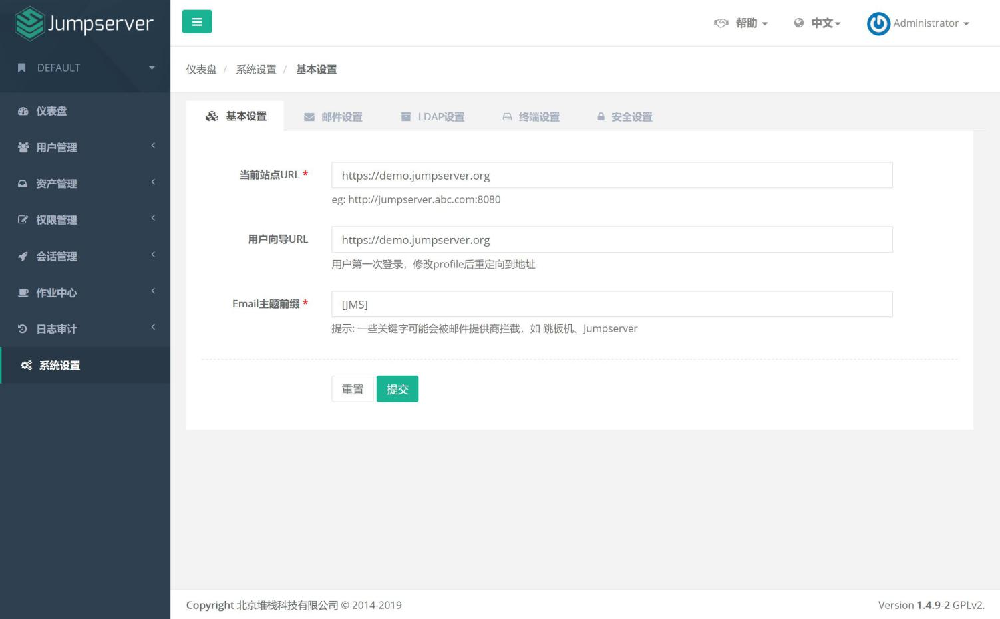 Jumpserver
帮助
中文
Administrator
DEFAULT
仪表盘 / 系统设置 / 基本设置
仪表盘
用户管理
资产管理
权限管理
会话管理
作业中心
日志审计
系统设置
基本设置
邮件设置
LDAP设置
终端设置
安全设置
当前站点URL *
https://demo.jumpserver.org
eg: http://jumpserver.abc.com:8080
用户向导URL
https://demo.jumpserver.org
用户第一次登录，修改profile后重定向到地址
Email主题前缀 *
[JMS]
提示: 一些关键字可能会被邮件提供商拦截，如 跳板机、Jumpserver
重置
提交
Copyright 北京堆栈科技有限公司 © 2014-2019
Version 1.4.9-2 GPLv2.